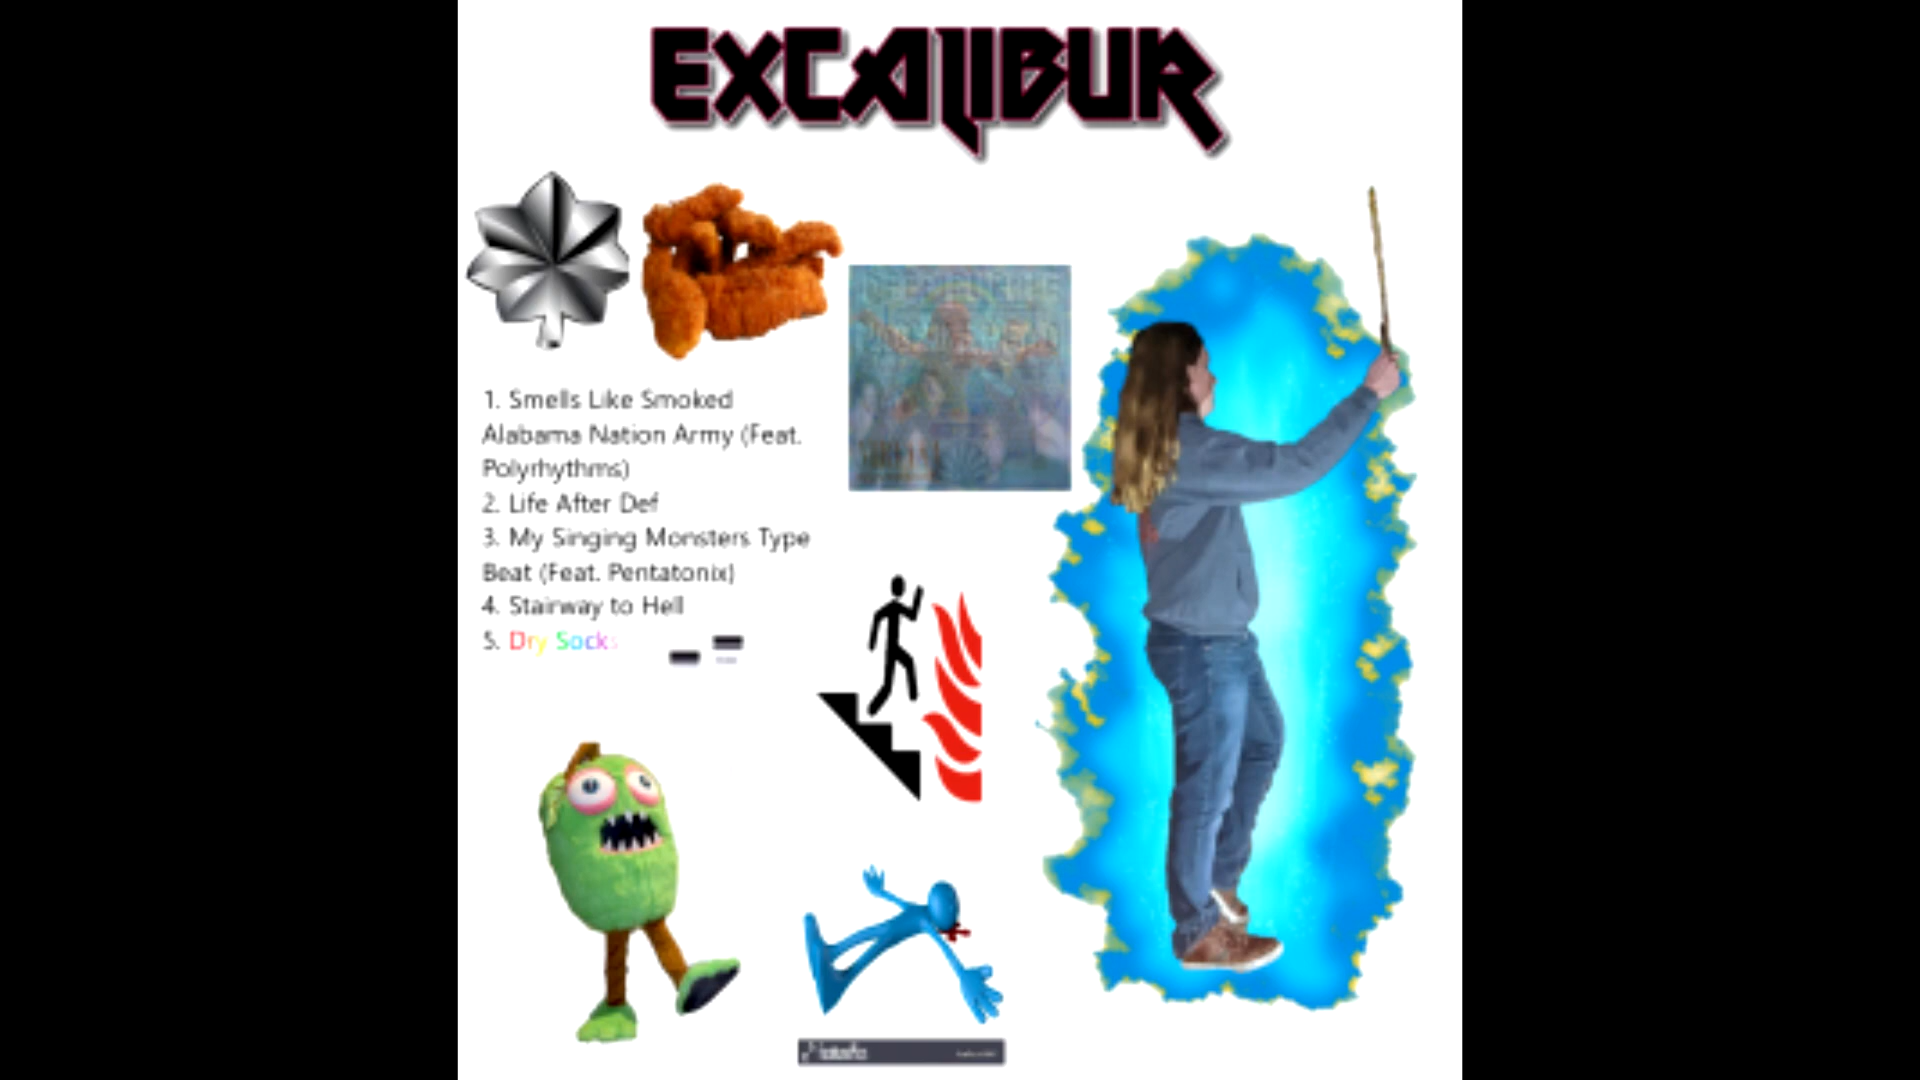 EXCALIBUR
1. Smells Like Smoked
Alabama Nation Army (Feat.
Polyrhythms)
2. Life After Def
3. My Singing Monsters Type
Beat (Feat. Pentatonix)
4. Stairway to Hell
5. Dry Socks